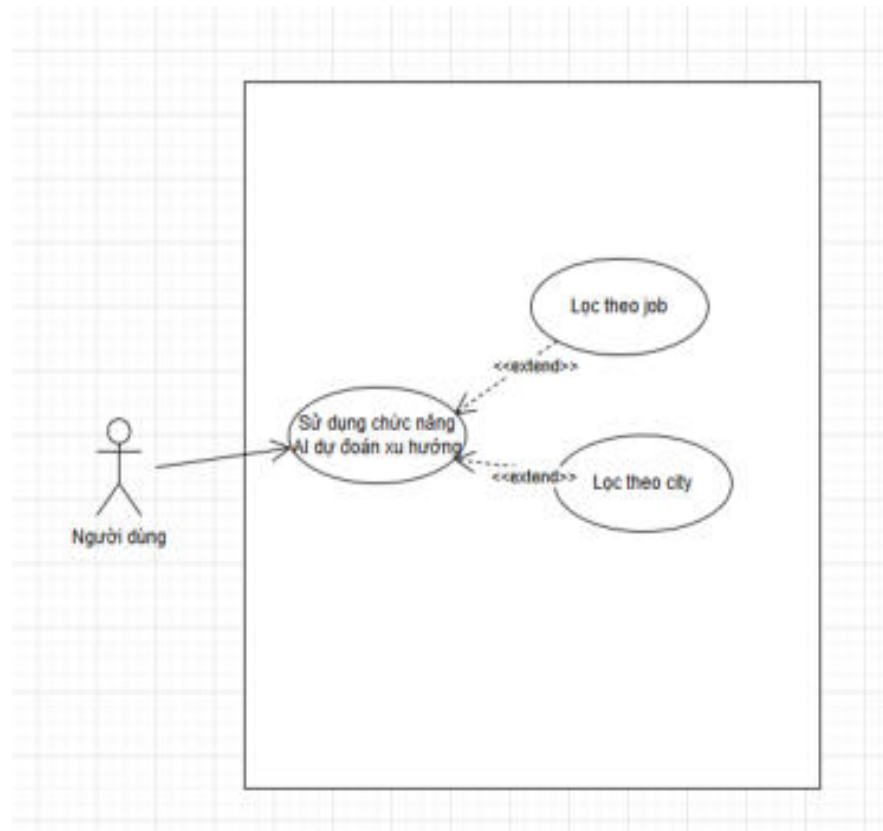 Lọc theo job
<<extend>>
Sử dụng chức năng
AI dự đoán xu hướng
<<extend>>
Lọc theo city
Người dùng